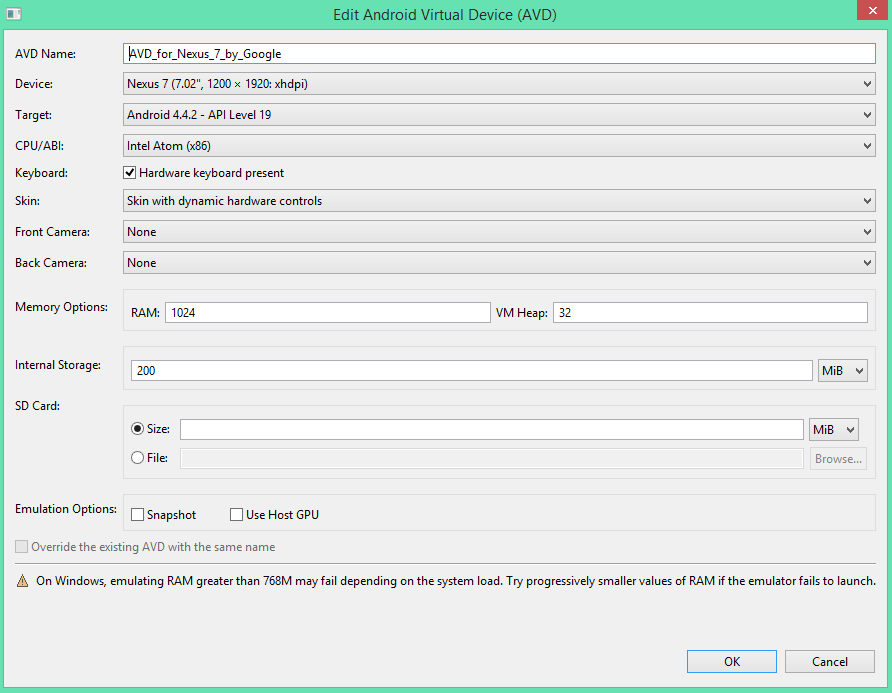 Edit Android Virtual Device (AVD)
AVD Name: AVD_for_Nexus_7_by_Google
Device: Nexus 7 (7.02", 1200 × 1920: xhdpi)
Target: Android 4.4.2 - API Level 19
CPU/ABI: Intel Atom (x86)
Keyboard: Hardware keyboard present
Skin: Skin with dynamic hardware controls
Front Camera: None
Back Camera: None
Memory Options: RAM: 1024 VM Heap: 32
Internal Storage: 200 MiB
SD Card:
Size: MiB
File: Browse...
Emulation Options: Snapshot Use Host GPU
Override the existing AVD with the same name
On Windows, emulating RAM greater than 768M may fail depending on the system load. Try progressively smaller values of RAM if the emulator fails to launch.
OK Cancel